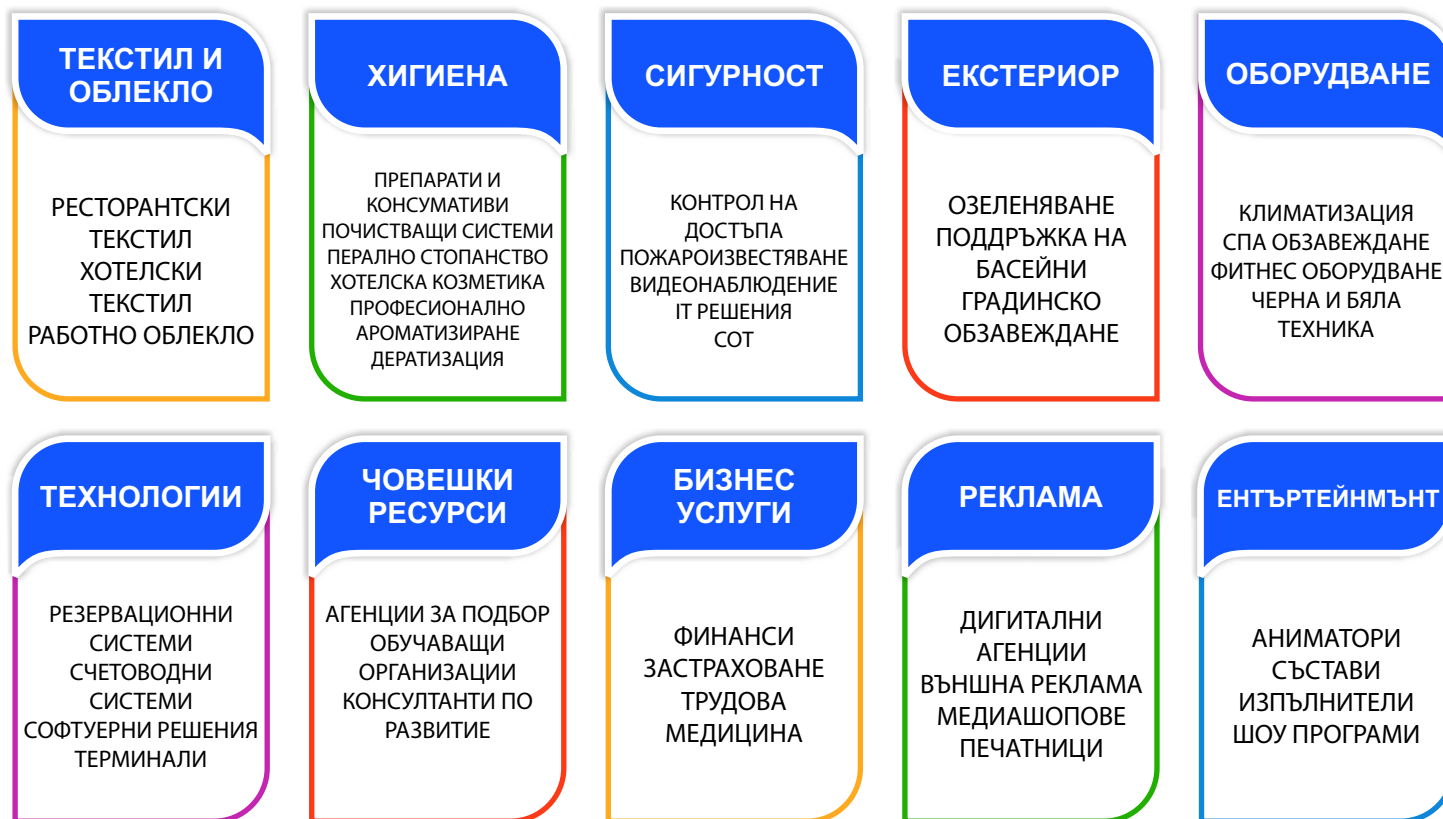 ТЕКСТИЛ И
ОБЛЕКЛО
РЕСТОРАНТСКИ
ТЕКСТИЛ
ХОТЕЛСКИ
ТЕКСТИЛ
РАБОТНО ОБЛЕКЛО
ХИГИЕНА
ПРЕПАРАТИ И
КОНСУМАТИВИ
ПОЧИСТВАЩИ СИСТЕМИ
ПЕРАЛНО СТОПАНСТВО
ХОТЕЛСКА КОЗМЕТИКА
ПРОФЕСИОНАЛНО
АРОМАТИЗИРАНЕ
ДЕРАТИЗАЦИЯ
СИГУРНОСТ
КОНТРОЛ НА
ДОСТЪПА
ПОЖАРОИЗВЕСТЯВАНЕ
ВИДЕОНАБЛЮДЕНИЕ
IT РЕШЕНИЯ
СОТ
ЕКСТЕРИОР
ОЗЕЛЕНЯВАНЕ
ПОДДРЪЖКА НА
БАСЕЙНИ
ГРАДИНСКО
ОБЗАВЕЖДАНЕ
ОБОРУДВАНЕ
КЛИМАТИЗАЦИЯ
СПА ОБЗАВЕЖДАНЕ
ФИТНЕС ОБОРУДВАНЕ
ЧЕРНА И БЯЛА
ТЕХНИКА
ТЕХНОЛОГИИ
РЕЗЕРВАЦИОННИ
СИСТЕМИ
СЧЕТОВОДНИ
СИСТЕМИ
СОФТУЕРНИ РЕШЕНИЯ
ТЕРМИНАЛИ
ЧОВЕШКИ
РЕСУРСИ
АГЕНЦИИ ЗА ПОДБОР
ОБУЧАВАЩИ
ОРГАНИЗАЦИИ
КОНСУЛТАНТИ ПО
РАЗВИТИЕ
БИЗНЕС
УСЛУГИ
ФИНАНСИ
ЗАСТРАХОВАНЕ
ТРУДОВА
МЕДИЦИНА
РЕКЛАМА
ДИГИТАЛНИ
АГЕНЦИИ
ВЪНШНА РЕКЛАМА
МЕДИАШОПОВЕ
ПЕЧАТНИЦИ
ЕНТЪРТЕЙНМЪНТ
АНИМАТОРИ
СЪСТАВИ
ИЗПЪЛНИТЕЛИ
ШОУ ПРОГРАМИ